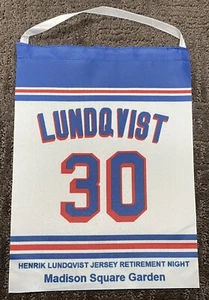 LUNDQVIST
30
HENRIK LUNDQVIST JERSEY RETIREMENT NIGHT
Madison Square Garden